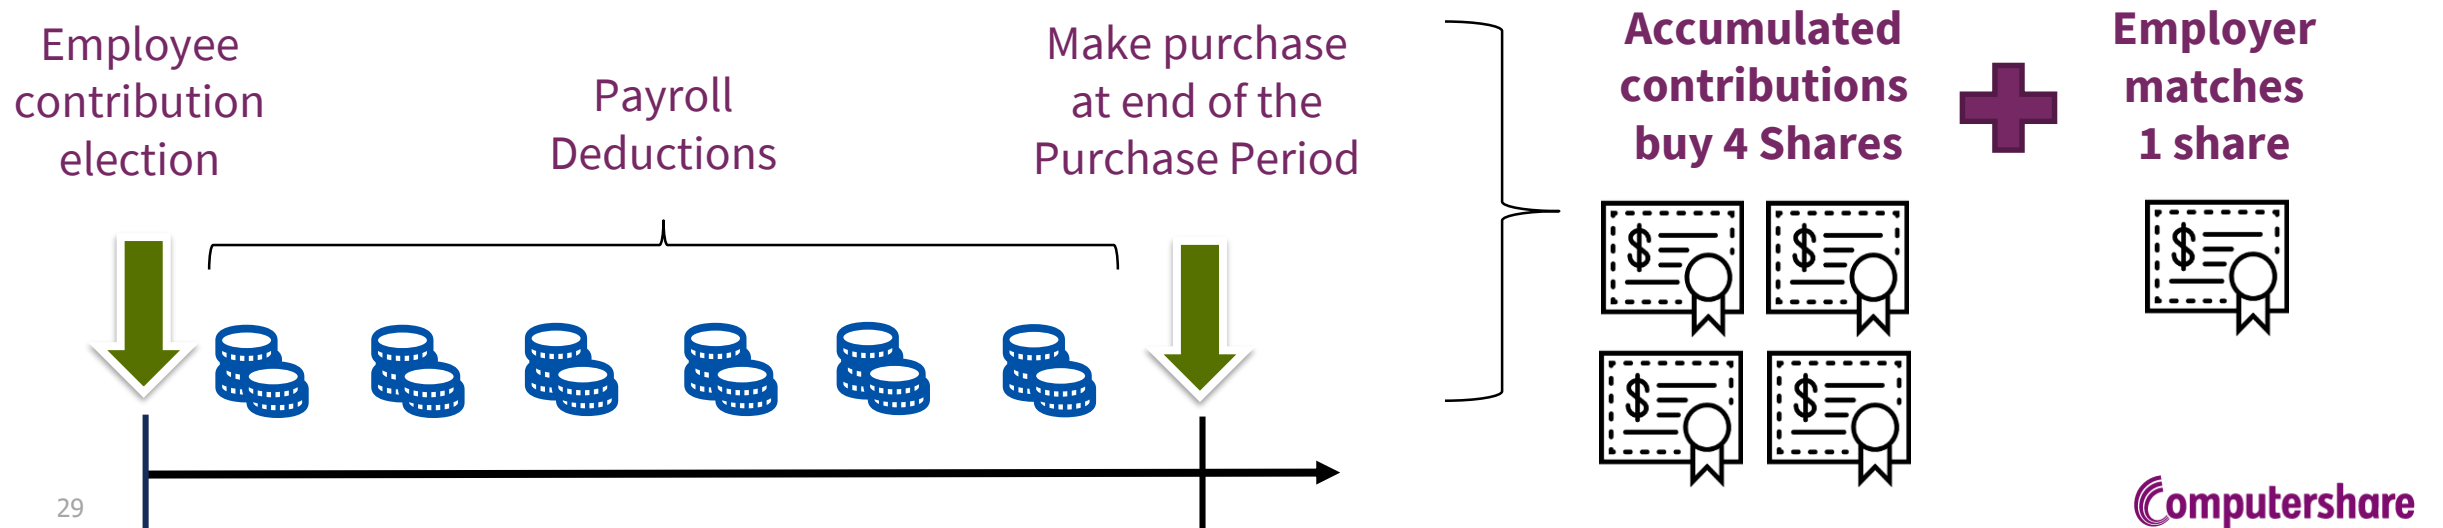 Employee
contribution
election
Payroll
Deductions
Make purchase
at end of the
Purchase Period
Accumulated
contributions
buy 4 Shares
Employer
matches
1 share
$
$
$
$
$
29
Computershare